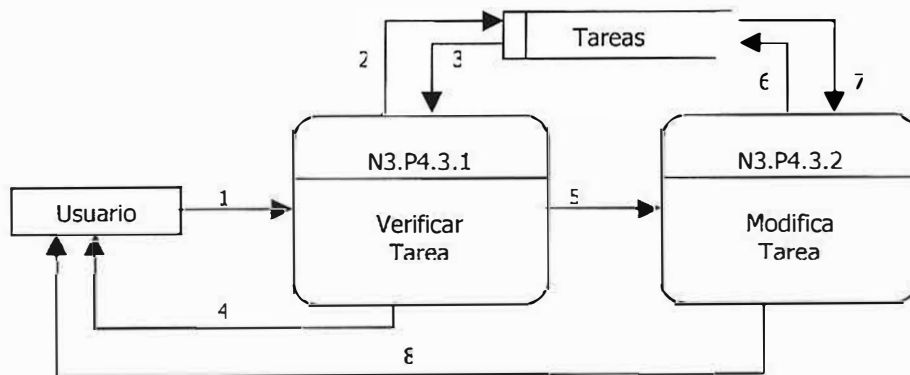 2
3
Tareas
6
7
N3.P4.3.1
N3.P4.3.2
Usuario
1
Verificar
Tarea
5
Modifica
Tarea
4
8